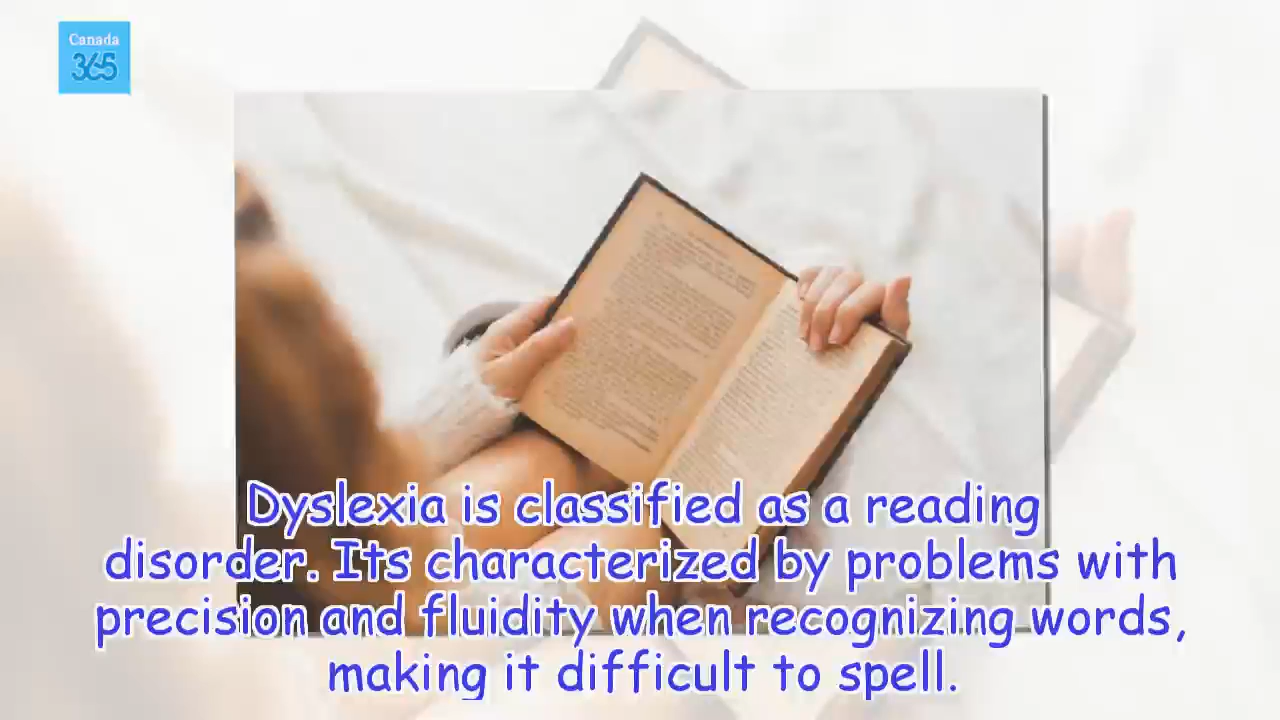 Canada
365
Dyslexia is classified as a reading
disorder. Its characterized by problems with
precision and fluidity when recognizing words,
making it difficult to spell.